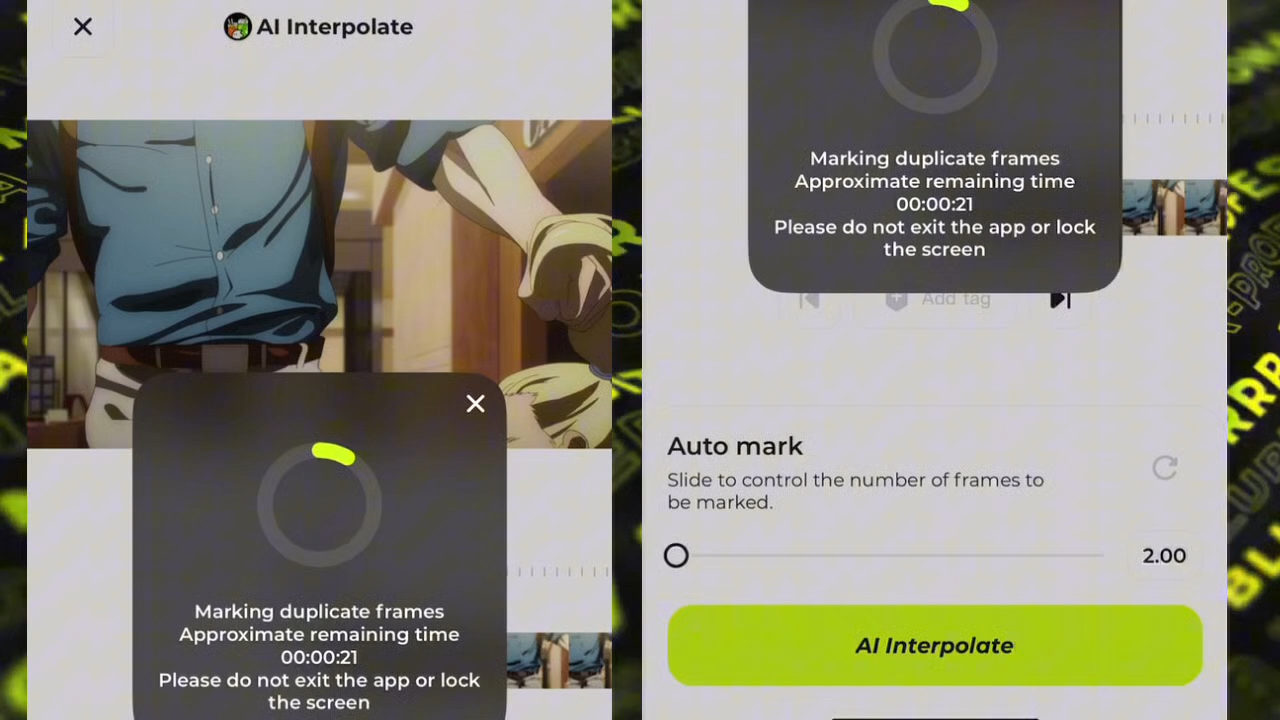 AI Interpolate
Marking duplicate frames
Approximate remaining time
00:00:21
Please do not exit the app or lock
the screen
Marking duplicate frames
Approximate remaining time
00:00:21
Please do not exit the app or lock
the screen
Add tag
Auto mark
Slide to control the number of frames to
be marked.
2.00
AI Interpolate